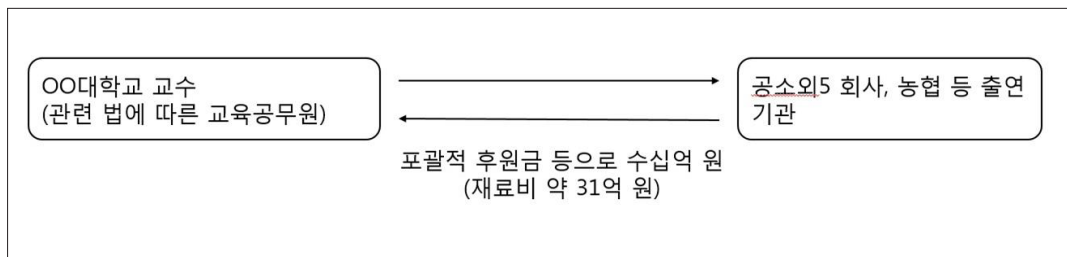 OO대학교 교수
(관련 법에 따른 교육공무원)
공소외5 회사, 농협 등 출연
기관
포괄적 후원금 등으로 수십억 원
(재료비 약 31억 원)